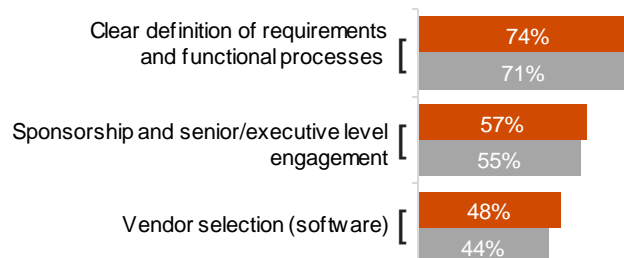 Clear definition of requirements
and functional processes
74%
71%
Sponsorship and senior/executive level
engagement
57%
55%
Vendor selection (software)
48%
44%